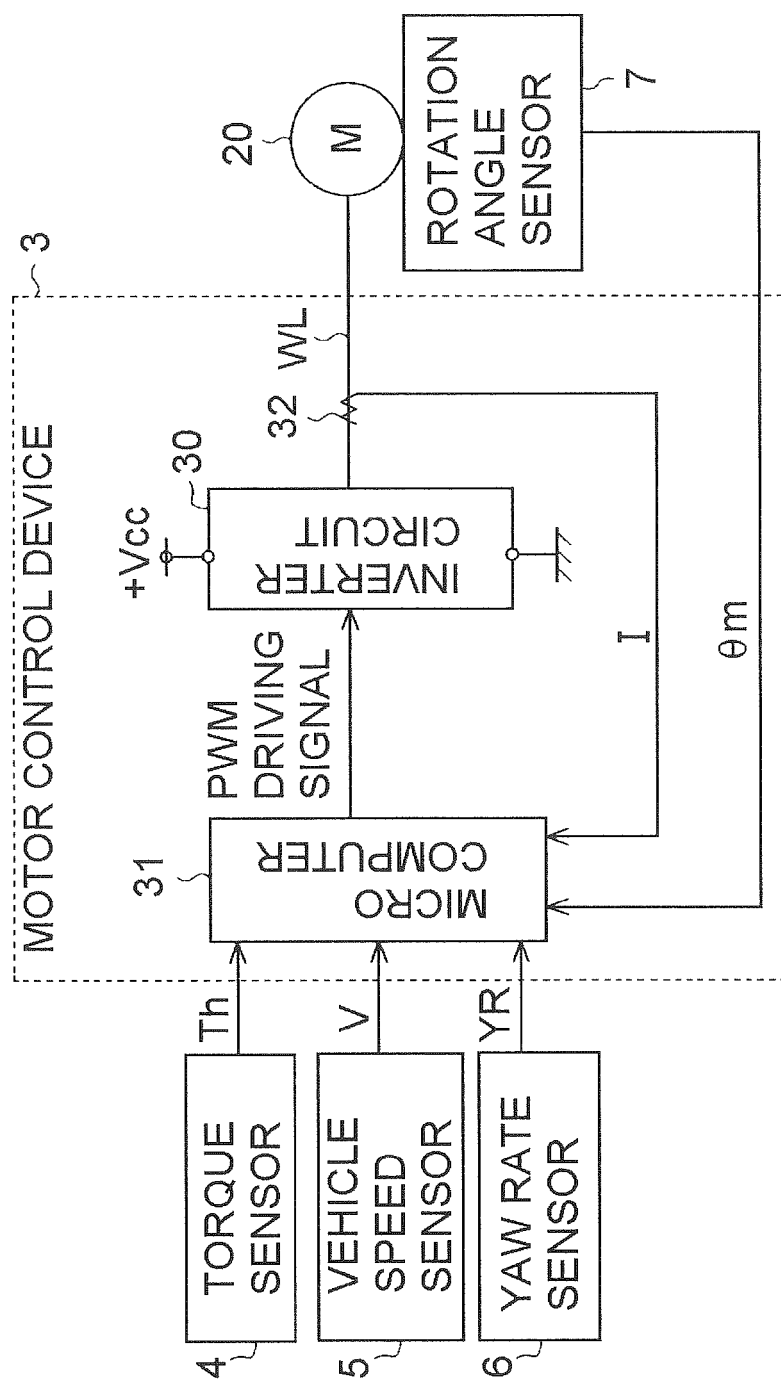 MOTOR CONTROL DEVICE
3
4
TORQUE
SENSOR
Th
5
VEHICLE
SPEED
SENSOR
V
6
YAW RATE
SENSOR
YR
31
MICRO
COMPUTER
PWM
DRIVING
SIGNAL
+Vcc
30
INVERTER
CIRCUIT
32
WL
I
θm
20
M
ROTATION
ANGLE
SENSOR
7